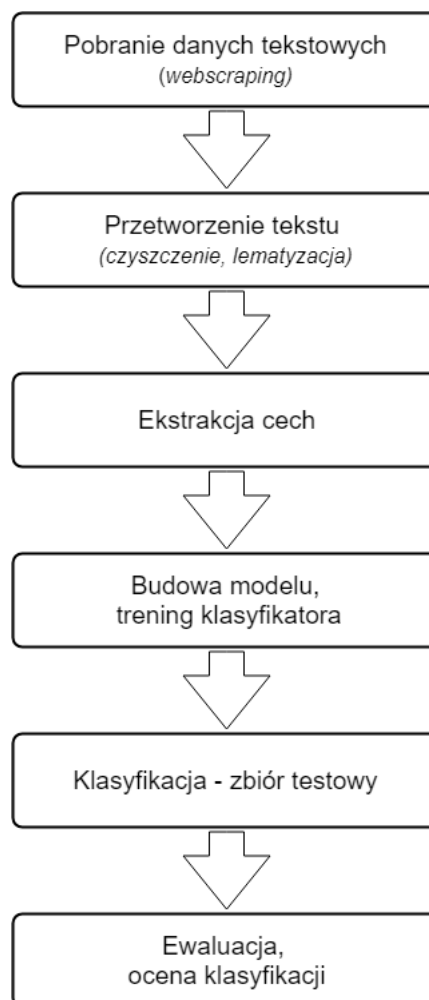 Pobranie danych tekstowych
(webscraping)
Przetworzenie tekstu
(czyszczenie, lematyzacja)
Ekstrakcja cech
Budowa modelu,
trening klasyfikatora
Klasyfikacja - zbiór testowy
Ewaluacja,
ocena klasyfikacji